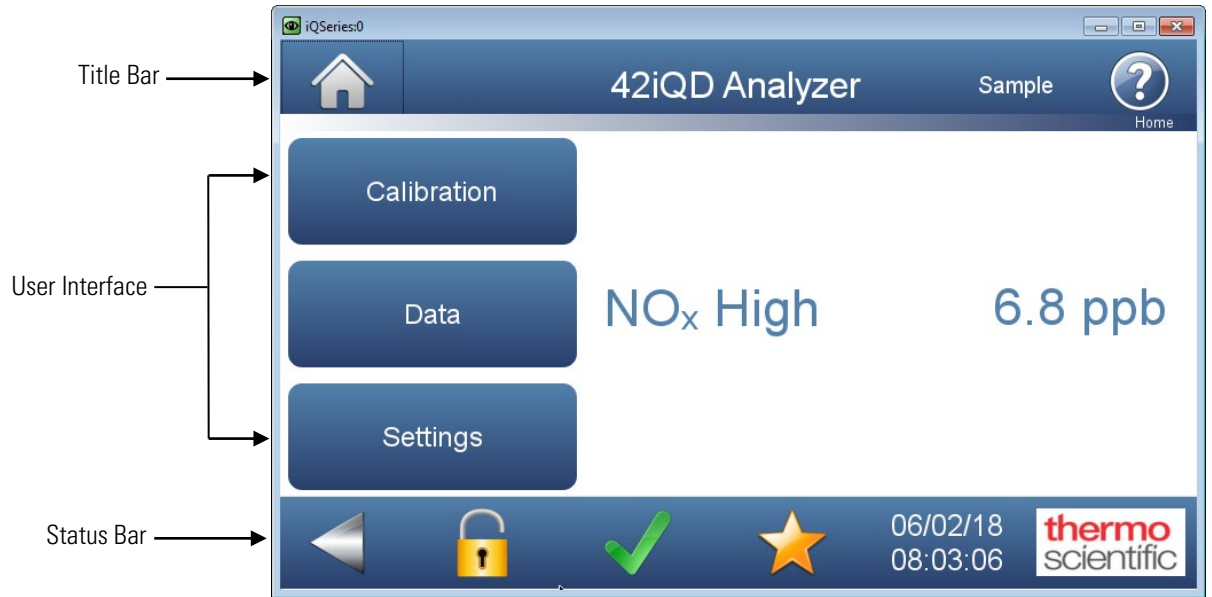 iQSeries:0
Title Bar
42iQD Analyzer
Sample
?
Home
Calibration
User Interface
Data
NOₓ High
6.8 ppb
Settings
Status Bar
06/02/18
08:03:06
thermo
scientific